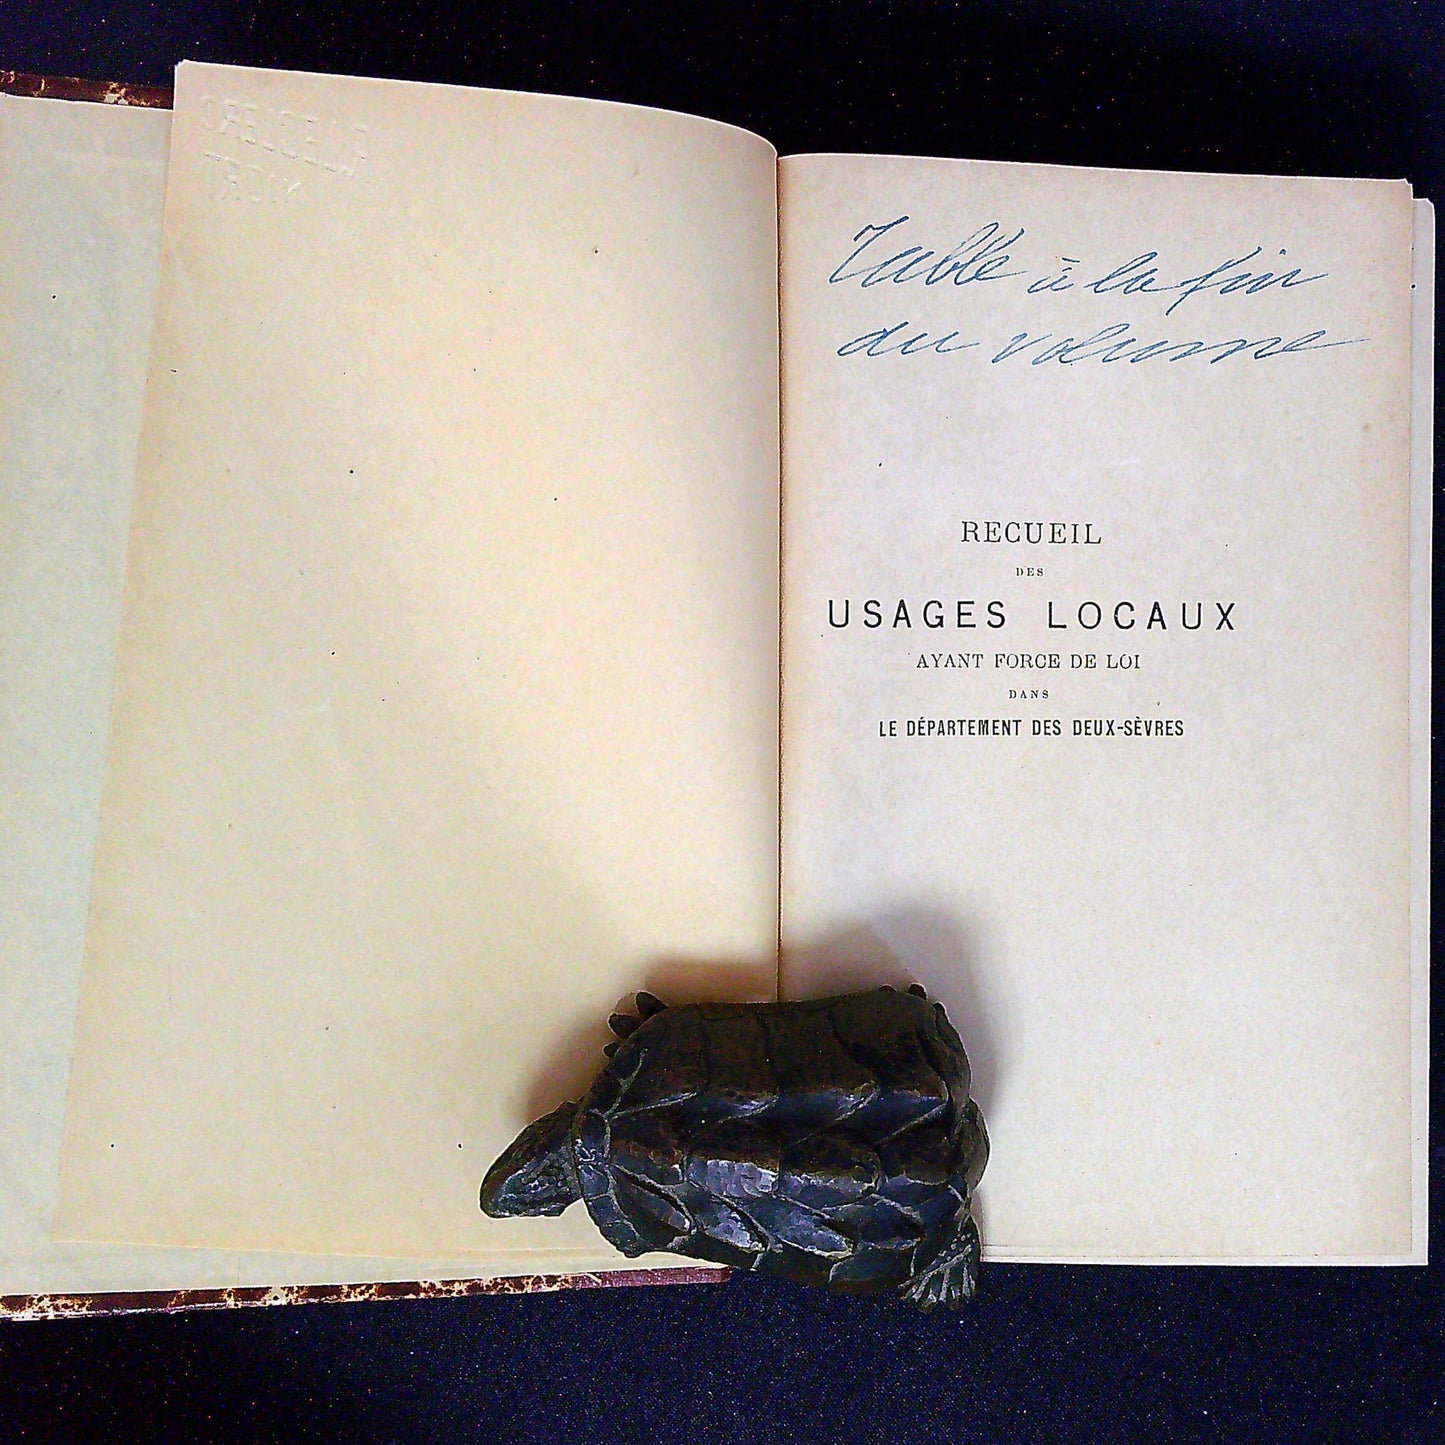 Table à la fin
du volume
RECUEIL
DES
USAGES LOCAUX
AYANT FORCE DE LOI
DANS
LE DÉPARTEMENT DES DEUX-SÈVRES